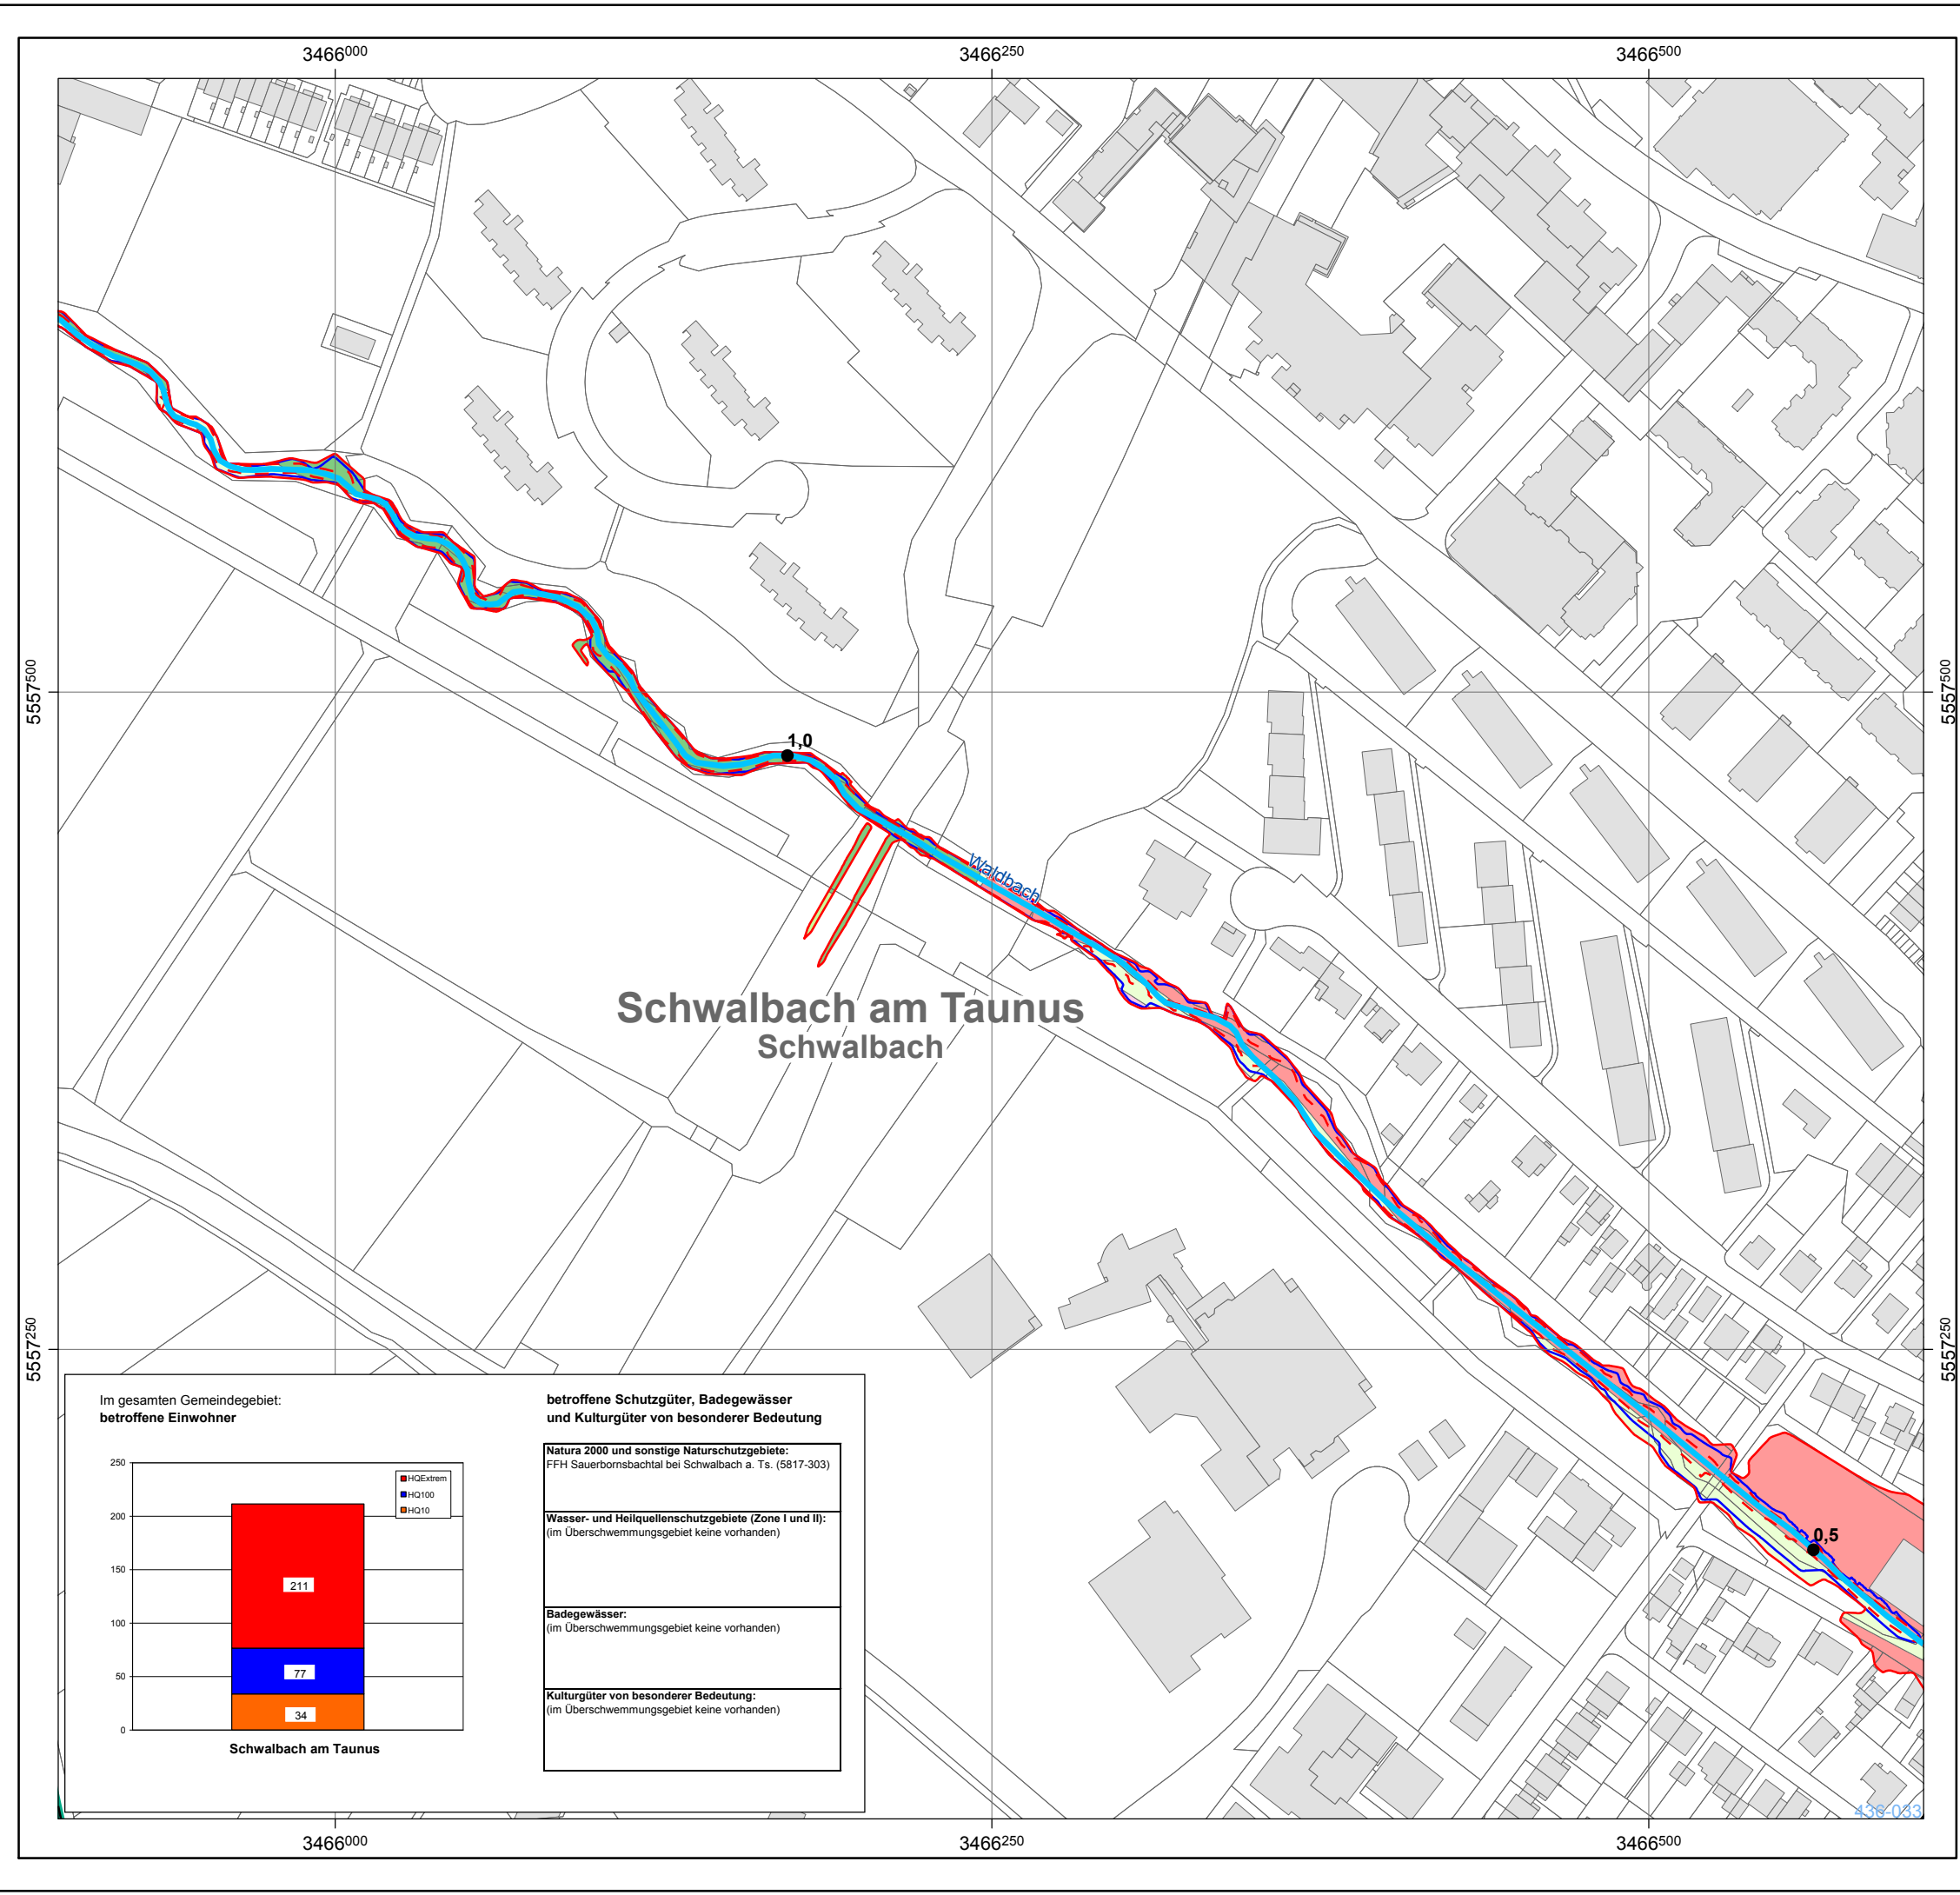 3466000
3466250
3466500
5557500
5557500
1,0
Waldbach
Schwalbach am Taunus
Schwalbach
5557250
5557250
0,5
Im gesamten Gemeindegebiet:
betroffene Einwohner
250
200
150
100
50
0
HQExtrem
HQ100
HQ10
211
77
34
Schwalbach am Taunus
betroffene Schutzgüter, Badegewässer
und Kulturgüter von besonderer Bedeutung
Natura 2000 und sonstige Naturschutzgebiete:
FFH Sauerbornsbachtal bei Schwalbach a. Ts. (5817-303)
Wasser- und Heilquellenschutzgebiete (Zone I und II):
(im Überschwemmungsgebiet keine vorhanden)
Badegewässer:
(im Überschwemmungsgebiet keine vorhanden)
Kulturgüter von besonderer Bedeutung:
(im Überschwemmungsgebiet keine vorhanden)
436-033
3466000
3466250
3466500